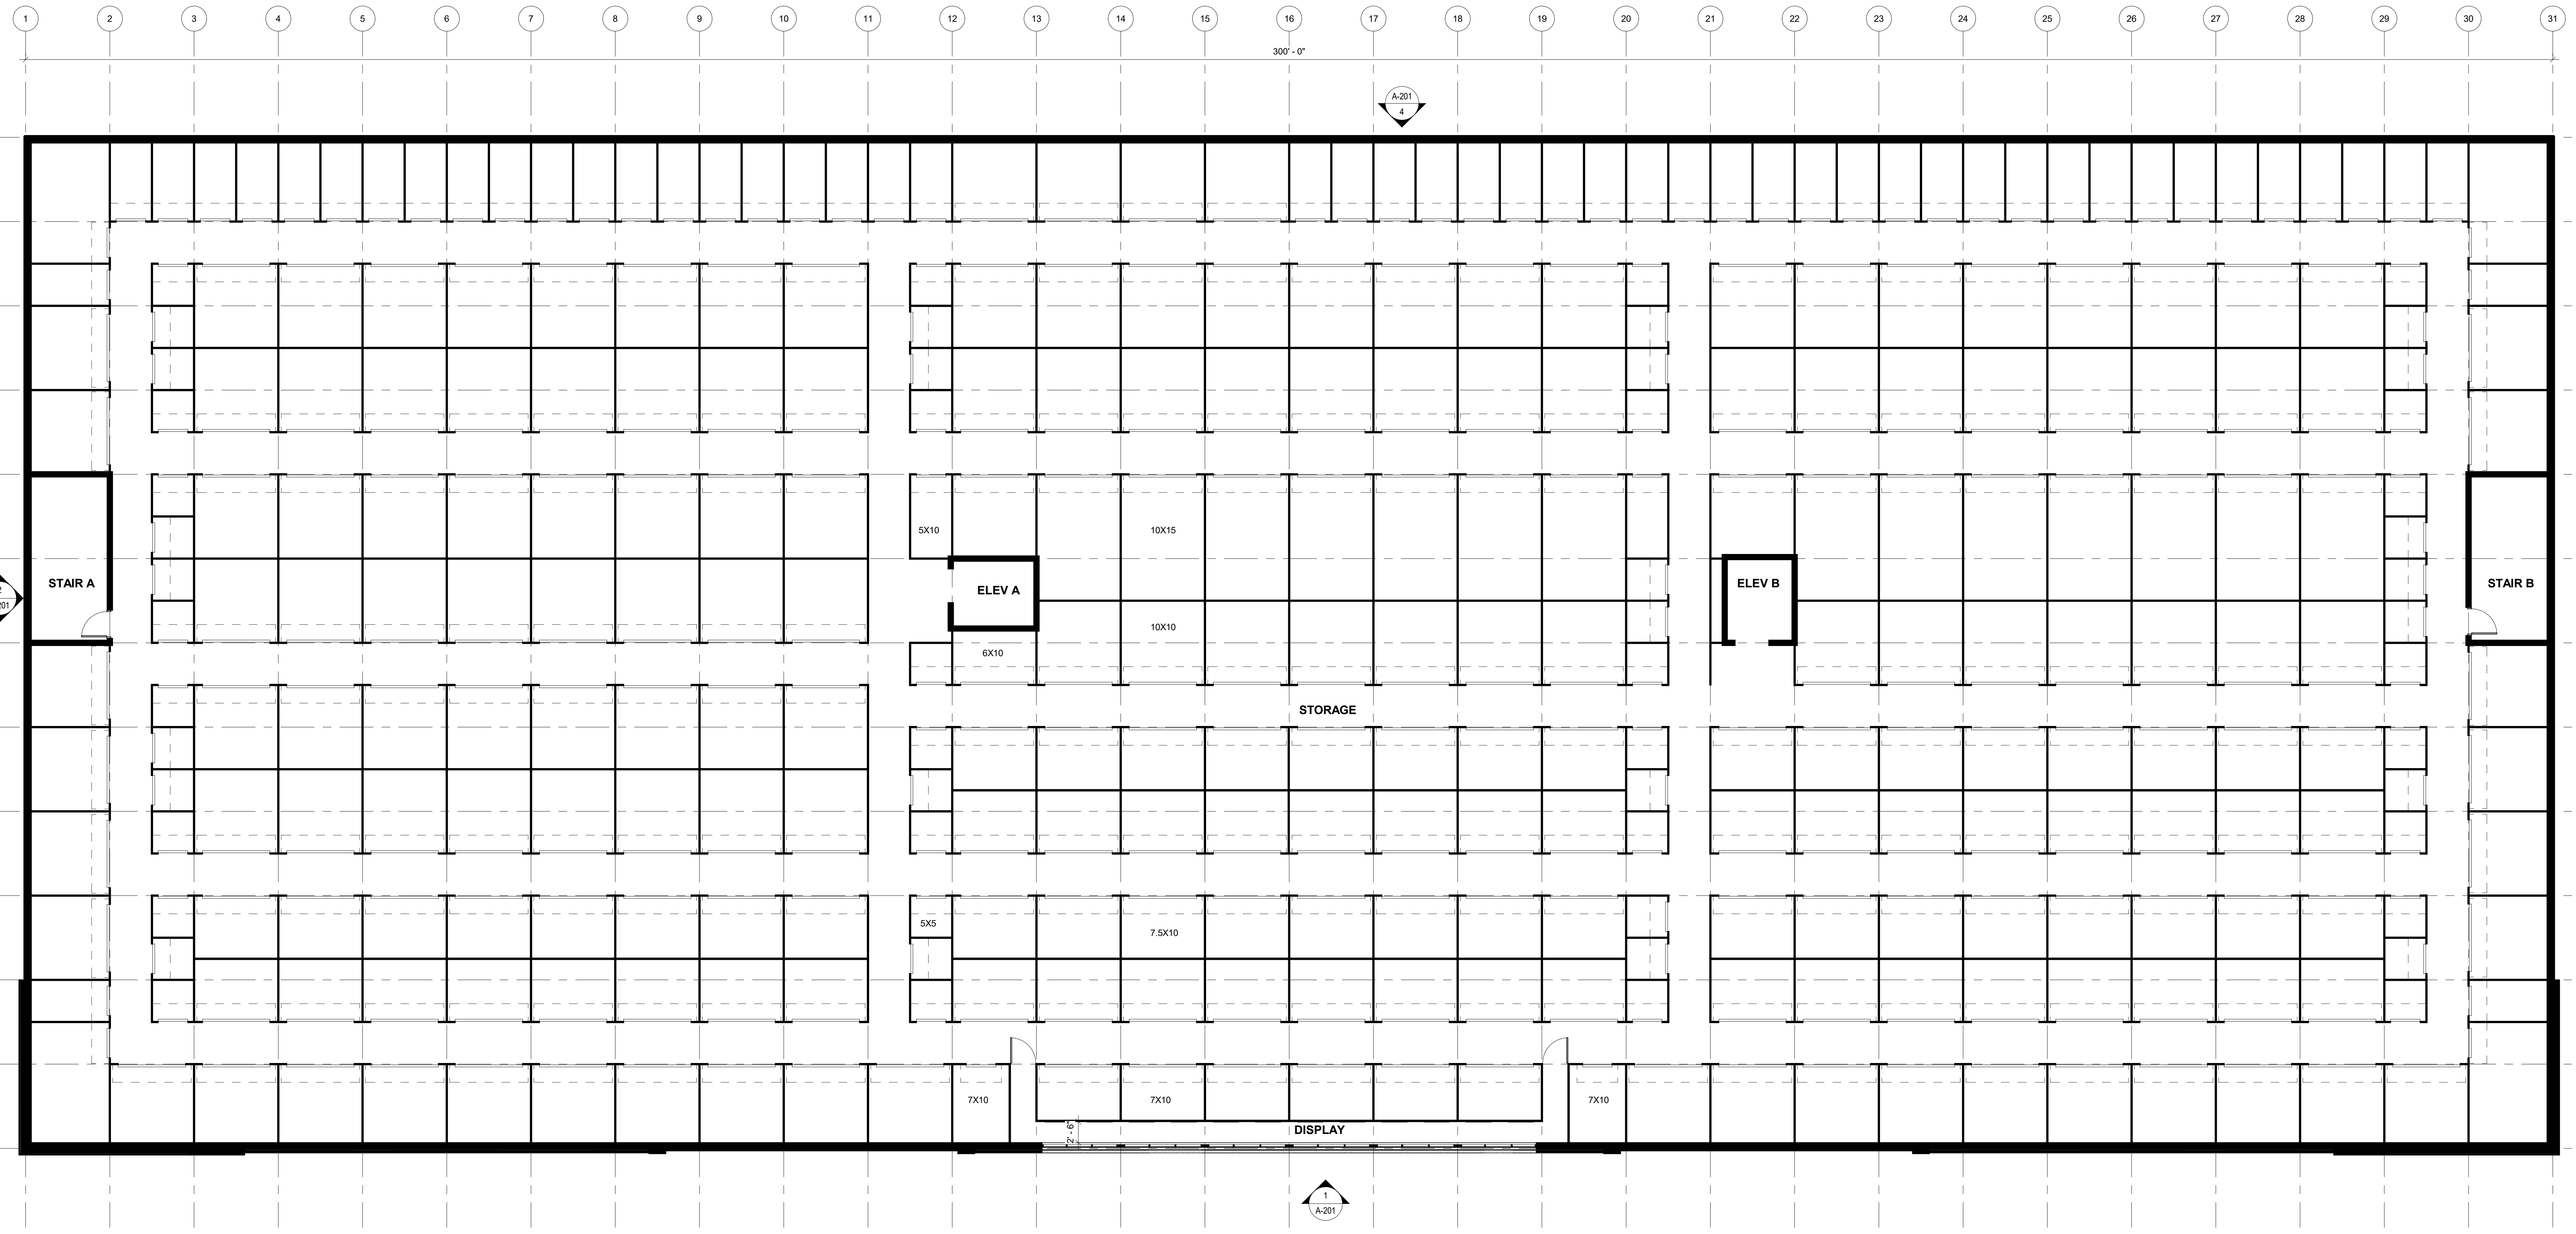 1 2 3 4 5 6 7 8 9 10 11 12 13 14 15 16 17 18 19 20 21 22 23 24 25 26 27 28 29 30 31
300' - 0"
A-201
4
5X10
10X15
STAIR A
ELEV A
ELEV B
STAIR B
2
201
10X10
6X10
STORAGE
5X5
7.5X10
7X10
7X10
7X10
2' - 6"
DISPLAY
1
A-201